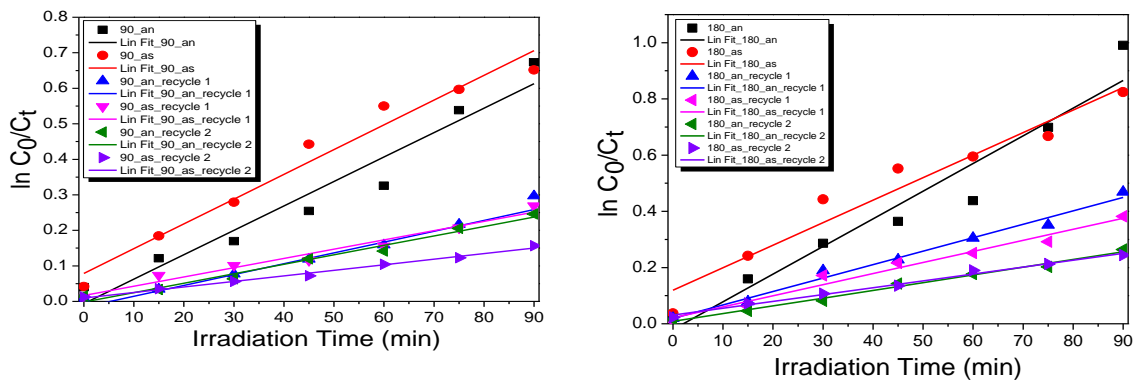 0.8
0.7
0.6
0.5
0.4
0.3
0.2
0.1
0.0
ln C0/Ct
90_an
Lin Fit_90_an
90_as
Lin Fit_90_as
90_an_recycle 1
Lin Fit_90_an_recycle 1
90_as_recycle 1
Lin Fit_90_as_recycle 1
90_an_recycle 2
Lin Fit_90_an_recycle 2
90_as_recycle 2
Lin Fit_90_as_recycle 2
0 10 20 30 40 50 60 70 80 90
Irradiation Time (min)
1.0
0.8
0.6
0.4
0.2
0.0
ln C0/Ct
180_an
Lin Fit_180_an
180_as
Lin Fit_180_as
180_an_recycle 1
Lin Fit_180_an_recycle 1
180_as_recycle 1
Lin Fit_180_as_recycle 1
180_an_recycle 2
Lin Fit_180_an_recycle 2
180_as_recycle 2
Lin Fit_180_as_recycle 2
0 10 20 30 40 50 60 70 80 90
Irradiation Time (min)